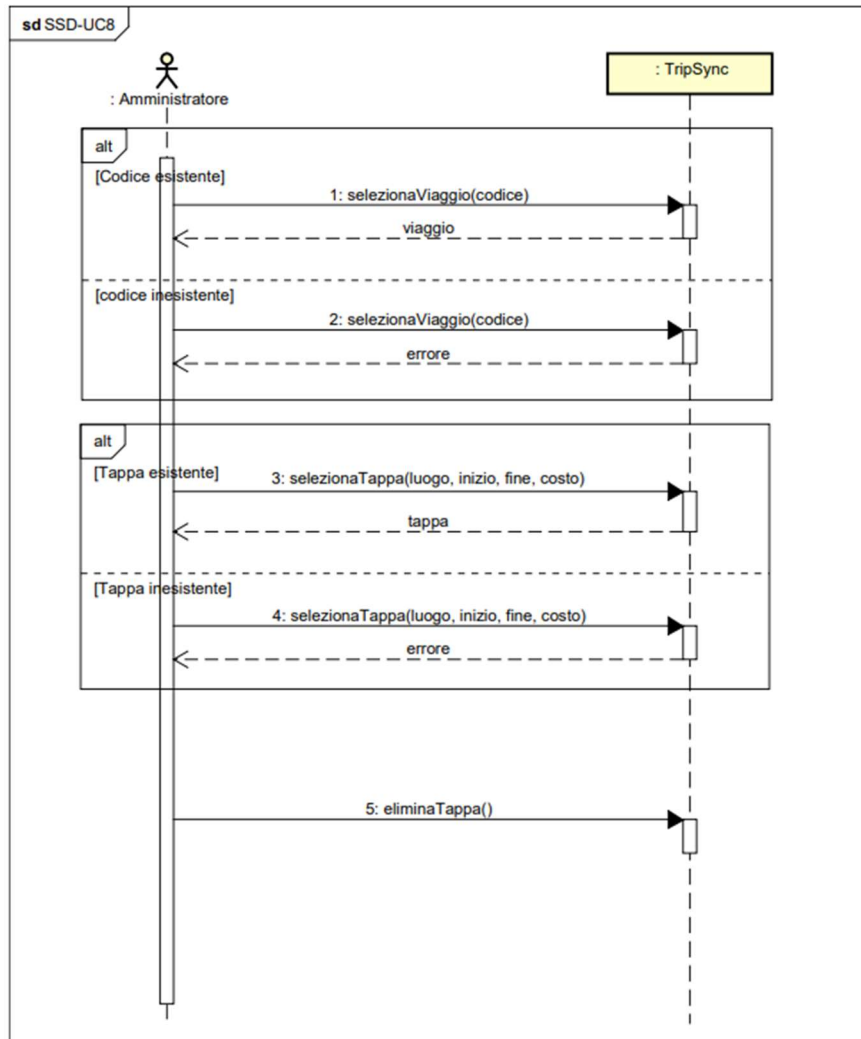 sd SSD-UC8
: Amministratore
: TripSync
alt
[Codice esistente]
1: selezionaViaggio(codice)
viaggio
[codice inesistente]
2: selezionaViaggio(codice)
errore
alt
[Tappa esistente]
3: selezionaTappa(luogo, inizio, fine, costo)
tappa
[Tappa inesistente]
4: selezionaTappa(luogo, inizio, fine, costo)
errore
5: eliminaTappa()